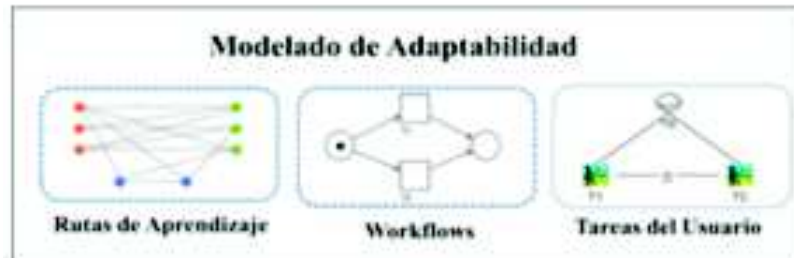 Modelado de Adaptabilidad
Rutas de Aprendizaje
Workflows
Tareas del Usuario